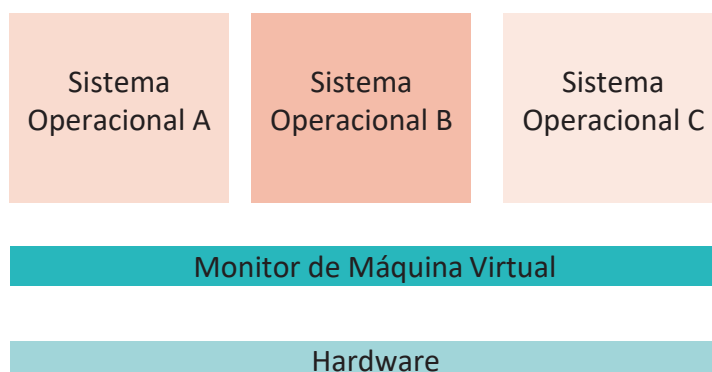 Sistema
Operacional A
Sistema
Operacional B
Sistema
Operacional C
Monitor de Máquina Virtual
Hardware